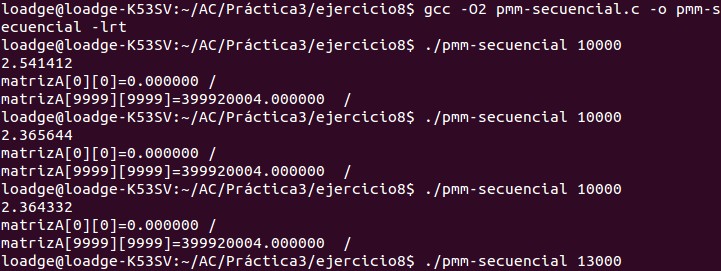 loadge@loadge-K53SV:~/AC/Práctica3/ejercicio8$ gcc -O2 pmm-secuencial.c -o pmm-s
ecuencial -lrt
loadge@loadge-K53SV:~/AC/Práctica3/ejercicio8$ ./pmm-secuencial 10000
2.541412
matrizA[0][0]=0.000000 /
matrizA[9999][9999]=399920004.000000  /
loadge@loadge-K53SV:~/AC/Práctica3/ejercicio8$ ./pmm-secuencial 10000
2.365644
matrizA[0][0]=0.000000 /
matrizA[9999][9999]=399920004.000000  /
loadge@loadge-K53SV:~/AC/Práctica3/ejercicio8$ ./pmm-secuencial 10000
2.364332
matrizA[0][0]=0.000000 /
matrizA[9999][9999]=399920004.000000  /
loadge@loadge-K53SV:~/AC/Práctica3/ejercicio8$ ./pmm-secuencial 13000